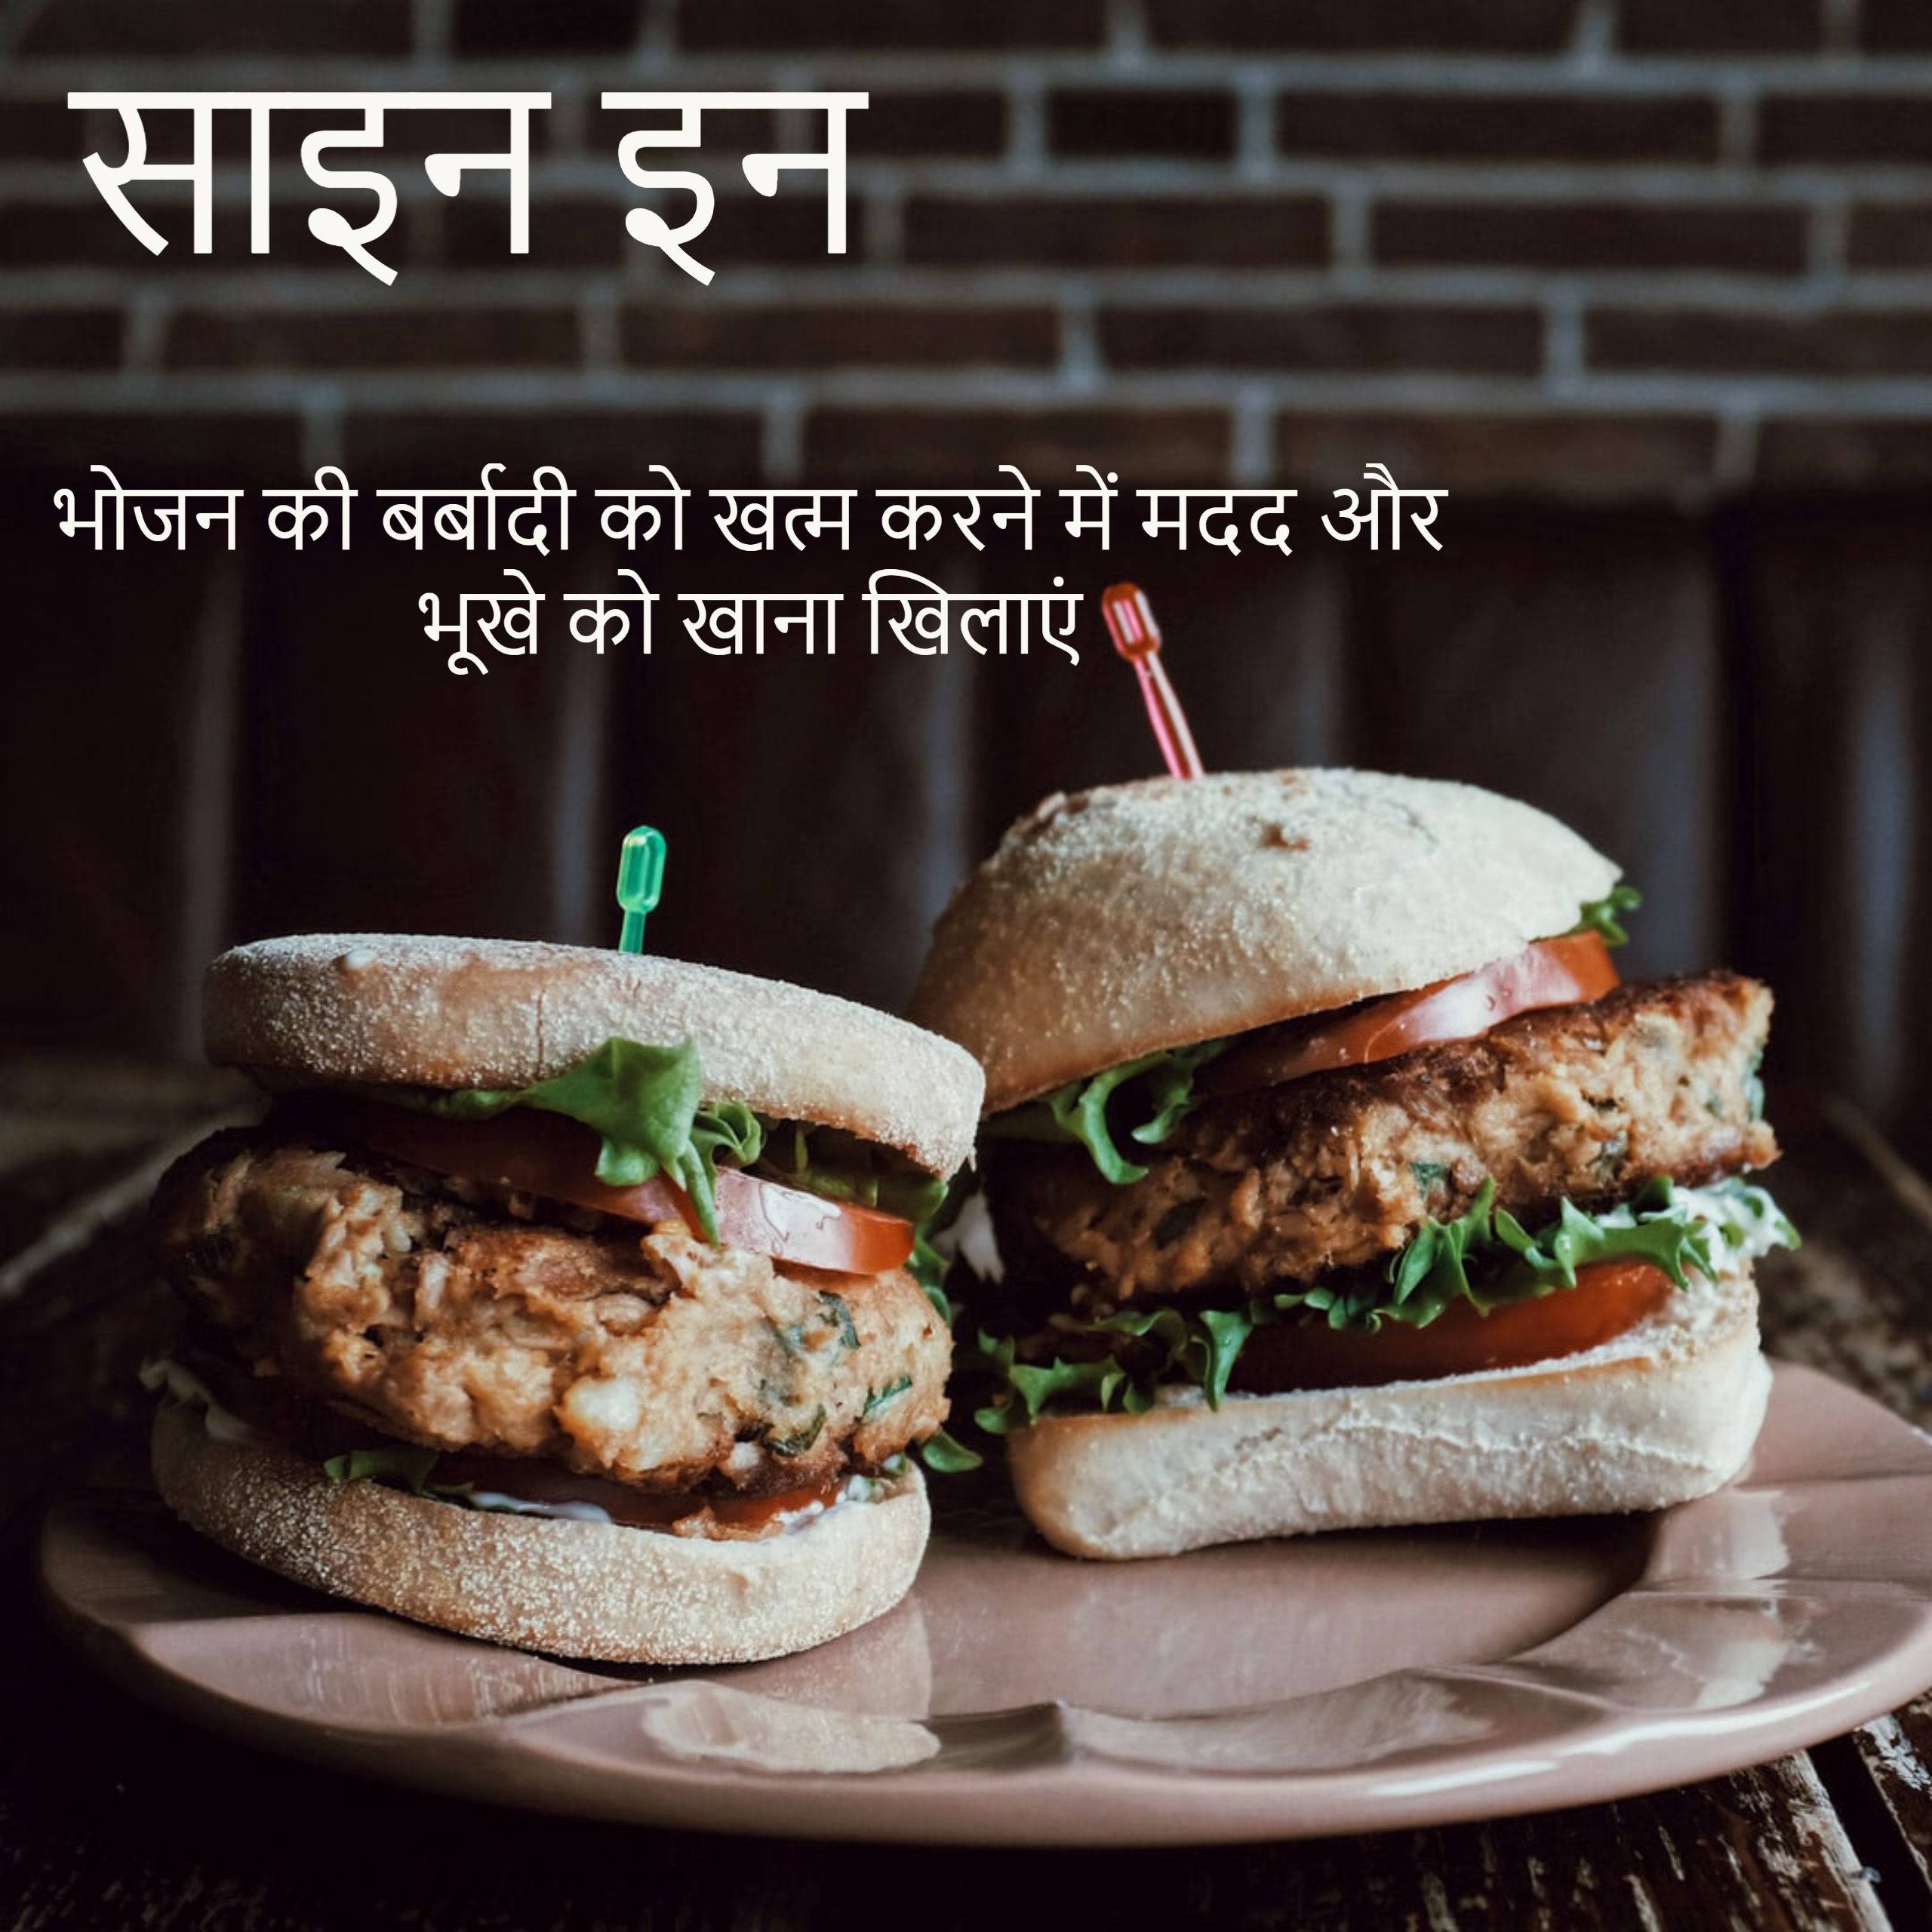 साइन इन
भोजन की बर्बादी को खत्म करने में मदद और
भूखे को खाना खिलाएं